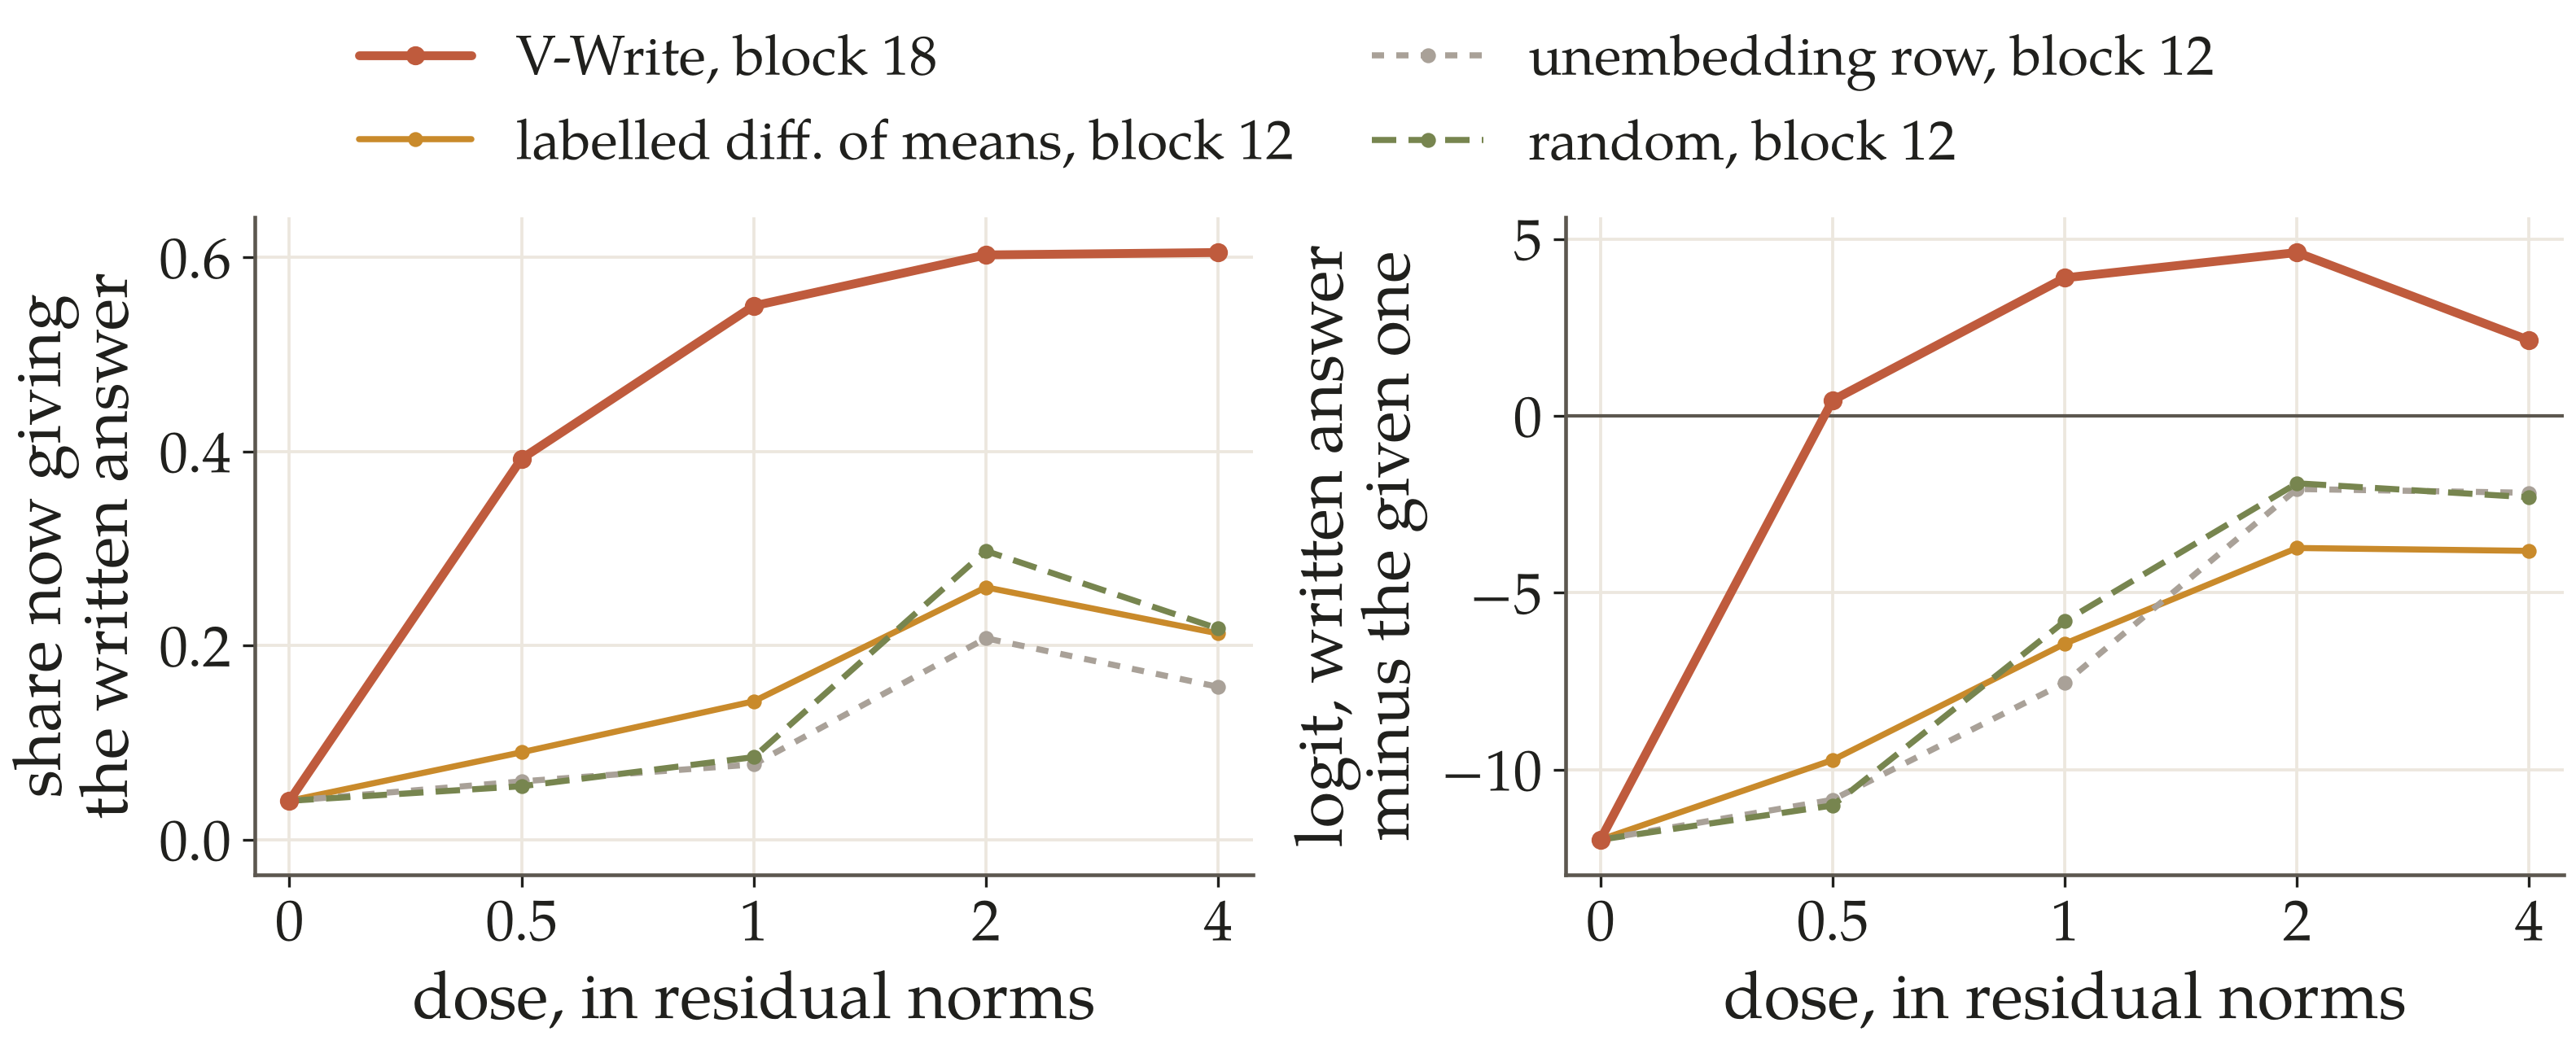 V-Write, block 18
labelled diff. of means, block 12
unembedding row, block 12
random, block 12
share now giving
the written answer
0.6
0.4
0.2
0.0
0 0.5 1 2 4
dose, in residual norms
logit, written answer
minus the given one
5
0
−5
−10
0 0.5 1 2 4
dose, in residual norms